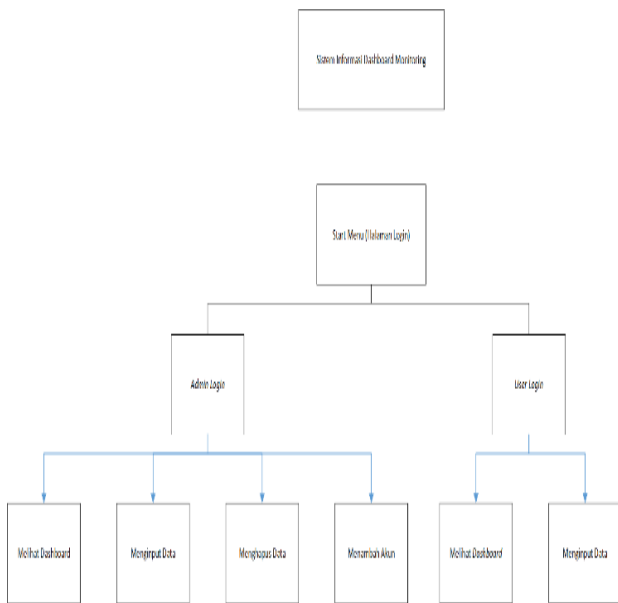 Sistem Informasi Dashboard Monitoring
Start Menu (Halaman Login)
Admin Login
User Login
Melihat Dashboard
Menginput Data
Menghapus Data
Menambah Akun
Melihat Dashboard
Menginput Data